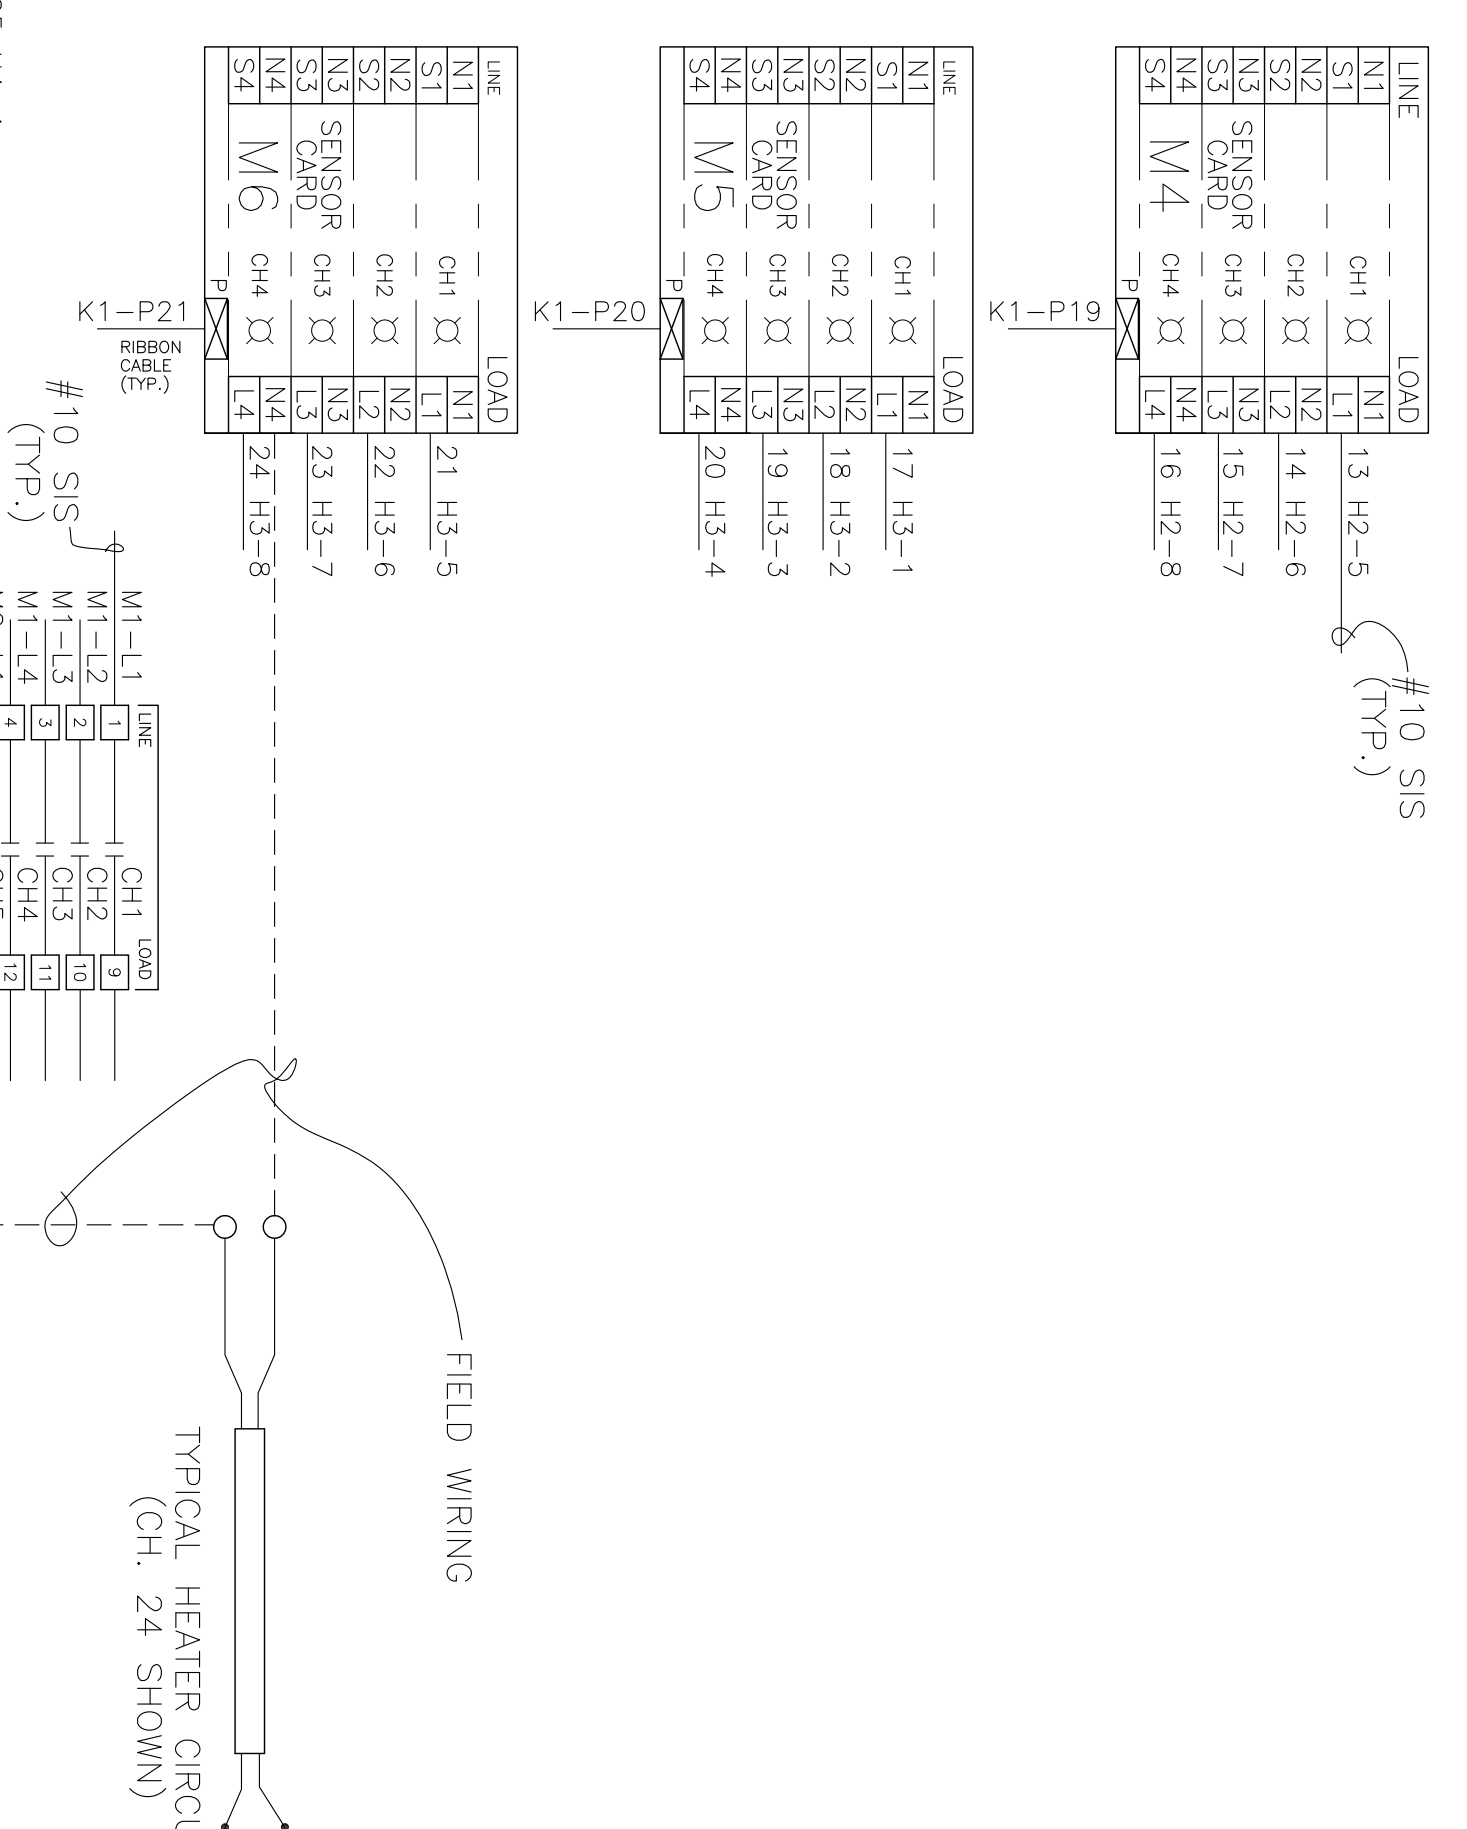 LINE
N1
S1
N2
S2
N3
S3
N4
S4
SENSOR
CARD
M4
CH1
CH2
CH3
CH4
P
K1-P19
LOAD
N1
L1
N2
L2
N3
L3
N4
L4
13 H2-5
14 H2-6
15 H2-7
16 H2-8
#10 SIS
(TYP.)
LINE
N1
S1
N2
S2
N3
S3
N4
S4
SENSOR
CARD
M5
CH1
CH2
CH3
CH4
P
K1-P20
LOAD
N1
L1
N2
L2
N3
L3
N4
L4
17 H3-1
18 H3-2
19 H3-3
20 H3-4
LINE
N1
S1
N2
S2
N3
S3
N4
S4
SENSOR
CARD
M6
CH1
CH2
CH3
CH4
P
K1-P21
RIBBON
CABLE
(TYP.)
LOAD
N1
L1
N2
L2
N3
L3
N4
L4
21 H3-5
22 H3-6
23 H3-7
24 H3-8
FIELD WIRING
TYPICAL HEATER
(CH. 24 SHOWN)
#10 SIS
(TYP.)
LINE
LOAD
M1-L1 1 CH1 9
M1-L2 2 CH2 10
M1-L3 3 CH3 11
M1-L4 4 CH4 12